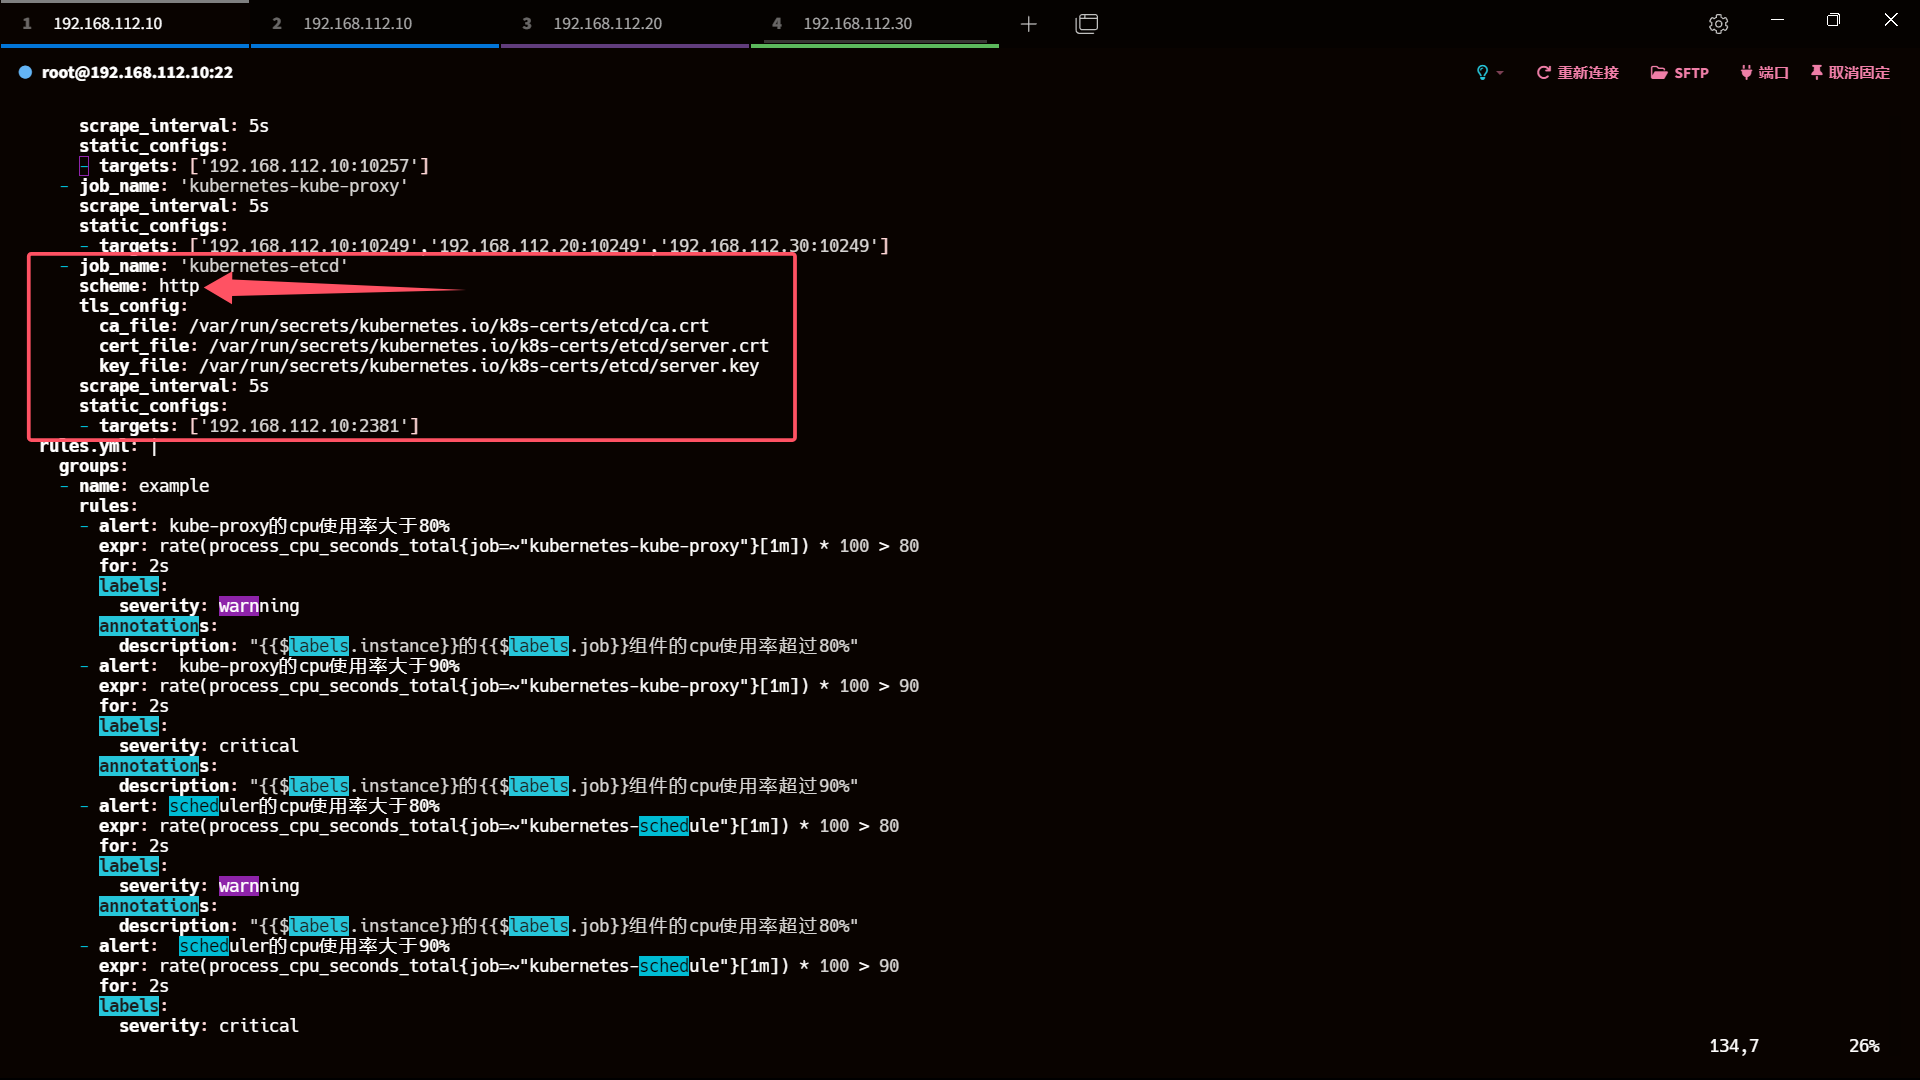 1 192.168.112.10 2 192.168.112.10 3 192.168.112.20 4 192.168.112.30
root@192.168.112.10:22 重新连接 SFTP 端口 取消固定
scrape_interval: 5s
static_configs:
- targets: ['192.168.112.10:10257']
- job_name: 'kubernetes-kube-proxy'
scrape_interval: 5s
static_configs:
- targets: ['192.168.112.10:10249','192.168.112.20:10249','192.168.112.30:10249']
- job_name: 'kubernetes-etcd'
scheme: http
tls_config:
ca_file: /var/run/secrets/kubernetes.io/k8s-certs/etcd/ca.crt
cert_file: /var/run/secrets/kubernetes.io/k8s-certs/etcd/server.crt
key_file: /var/run/secrets/kubernetes.io/k8s-certs/etcd/server.key
scrape_interval: 5s
static_configs:
- targets: ['192.168.112.10:2381']
rules.yml: |
groups:
- name: example
rules:
- alert: kube-proxy的cpu使用率大于80%
expr: rate(process_cpu_seconds_total{job=~"kubernetes-kube-proxy"}[1m]) * 100 > 80
for: 2s
labels:
severity: warnning
annotations:
description: "{{$labels.instance}}的{{$labels.job}}组件的cpu使用率超过80%"
- alert:  kube-proxy的cpu使用率大于90%
expr: rate(process_cpu_seconds_total{job=~"kubernetes-kube-proxy"}[1m]) * 100 > 90
for: 2s
labels:
severity: critical
annotations:
description: "{{$labels.instance}}的{{$labels.job}}组件的cpu使用率超过90%"
- alert: scheduler的cpu使用率大于80%
expr: rate(process_cpu_seconds_total{job=~"kubernetes-schedule"}[1m]) * 100 > 80
for: 2s
labels:
severity: warnning
annotations:
description: "{{$labels.instance}}的{{$labels.job}}组件的cpu使用率超过80%"
- alert:  scheduler的cpu使用率大于90%
expr: rate(process_cpu_seconds_total{job=~"kubernetes-schedule"}[1m]) * 100 > 90
for: 2s
labels:
severity: critical
134,7 26%